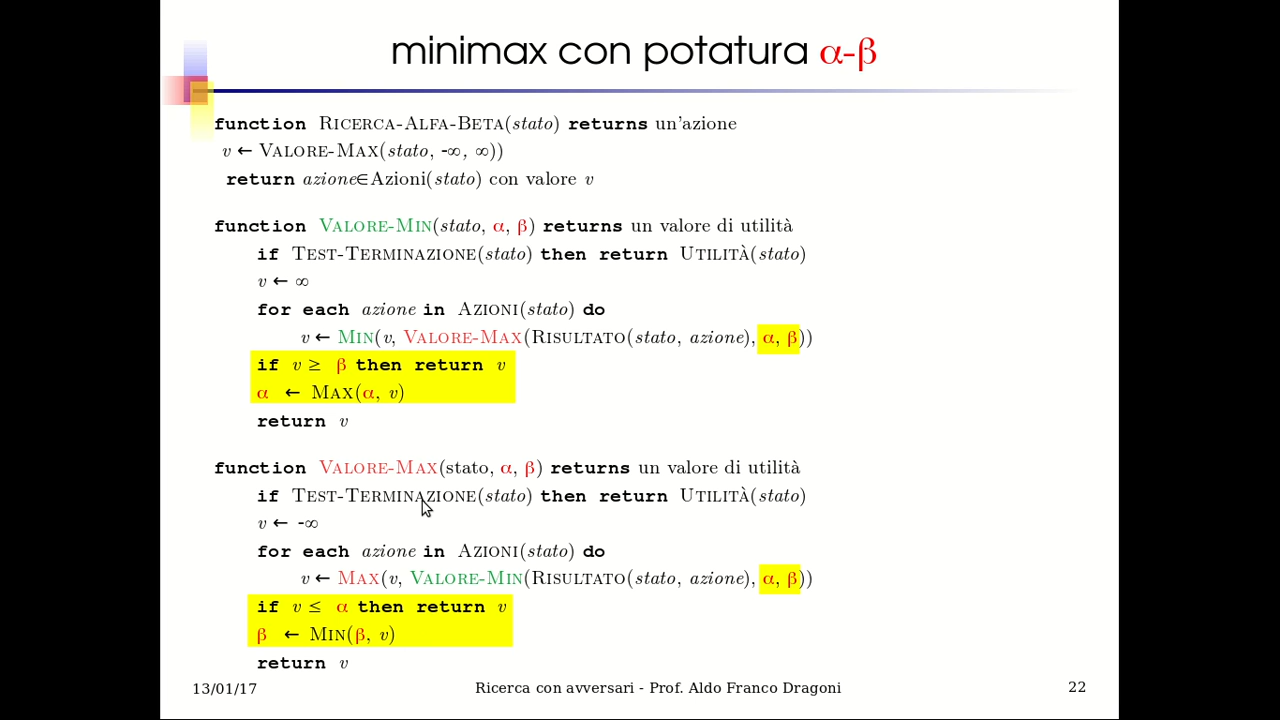 minimax con potatura α-β
function RICERCA-ALFA-BETA(stato) returns un'azione
v ← VALORE-MAX(stato, -∞, ∞))
return azione∈Azioni(stato) con valore v
function VALORE-MIN(stato, α, β) returns un valore di utilità
if TEST-TERMINAZIONE(stato) then return UTILITÀ(stato)
v ← ∞
for each azione in AZIONI(stato) do
v ← MIN(v, VALORE-MAX(RISULTATO(stato, azione), α, β))
if v ≥ β then return v
α ← MAX(α, v)
return v
function VALORE-MAX(stato, α, β) returns un valore di utilità
if TEST-TERMINAZIONE(stato) then return UTILITÀ(stato)
v ← -∞
for each azione in AZIONI(stato) do
v ← MAX(v, VALORE-MIN(RISULTATO(stato, azione), α, β))
if v ≤ α then return v
β ← MIN(β, v)
return v
13/01/17 Ricerca con avversari - Prof. Aldo Franco Dragoni 22